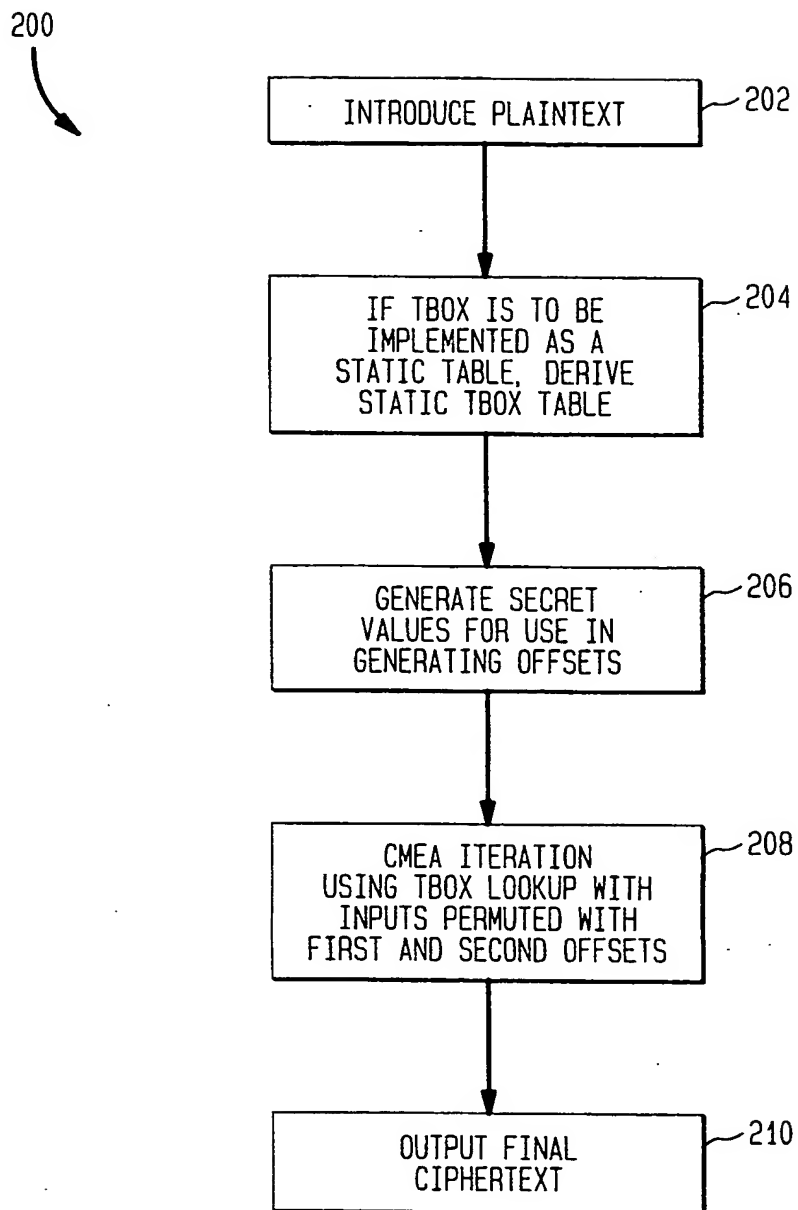 200
INTRODUCE PLAINTEXT
202
IF TBOX IS TO BE
IMPLEMENTED AS A
STATIC TABLE, DERIVE
STATIC TBOX TABLE
204
GENERATE SECRET
VALUES FOR USE IN
GENERATING OFFSETS
206
CMEA ITERATION
USING TBOX LOOKUP WITH
INPUTS PERMUTED WITH
FIRST AND SECOND OFFSETS
208
OUTPUT FINAL
CIPHERTEXT
210